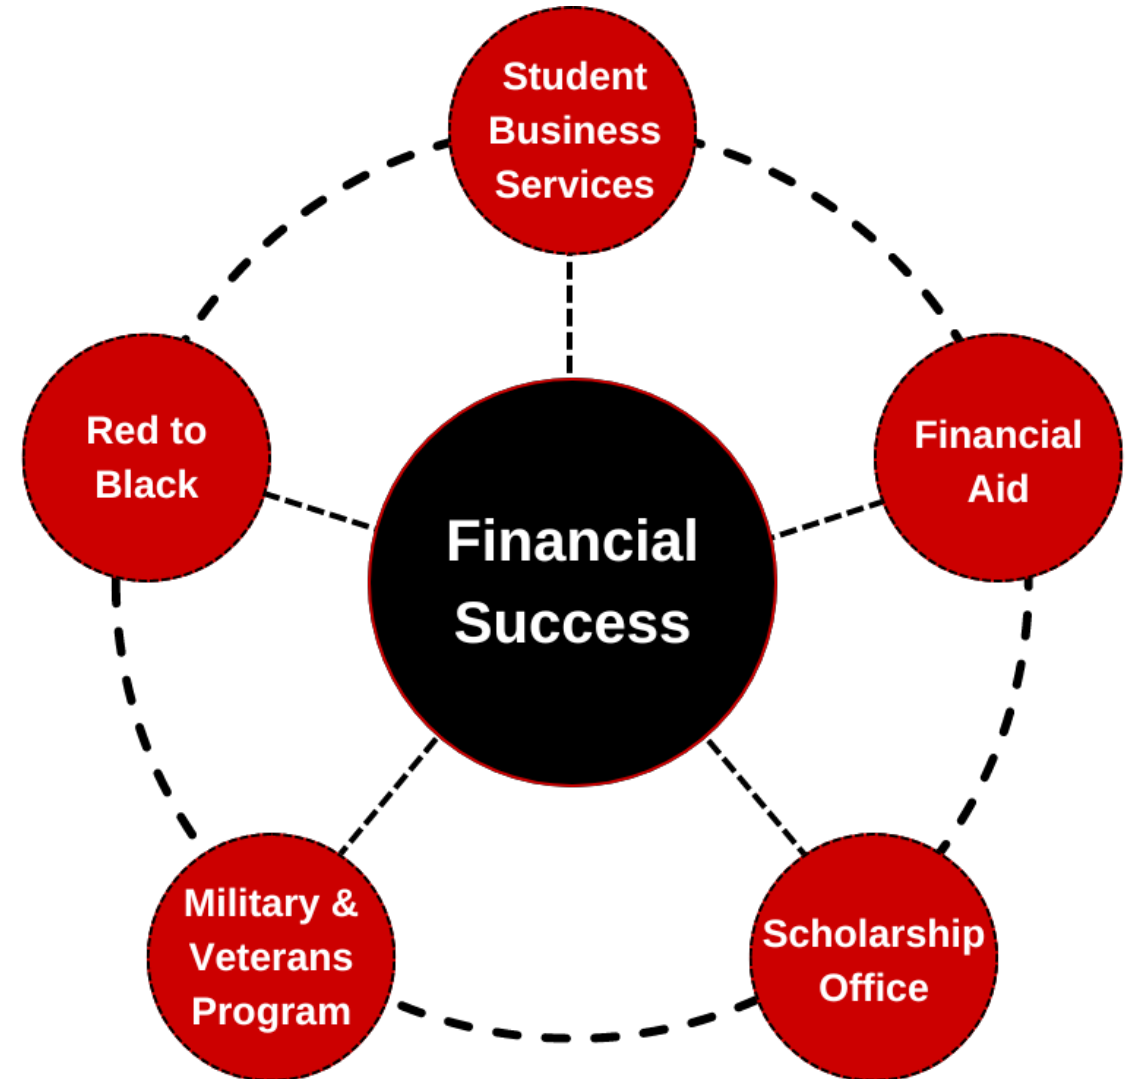 Student
Business
Services
Red to
Black
Financial
Aid
Financial
Success
Military &
Veterans
Program
Scholarship
Office